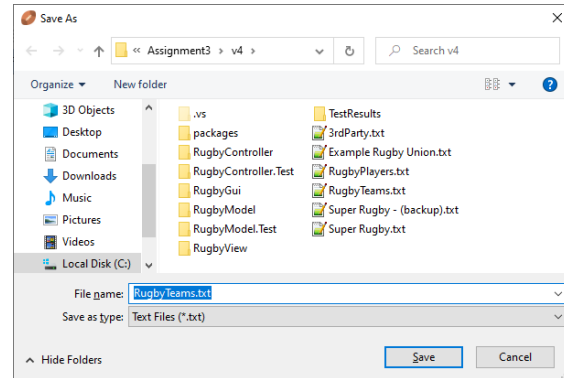 Save As
« Assignment3 › v4 ›
Search v4
Organize
New folder
3D Objects
Desktop
Documents
Downloads
Music
Pictures
Videos
Local Disk (C:)
.vs
packages
RugbyController
RugbyController.Test
RugbyGui
RugbyModel
RugbyModel.Test
RugbyView
TestResults
3rdParty.txt
Example Rugby Union.txt
RugbyPlayers.txt
RugbyTeams.txt
Super Rugby - (backup).txt
Super Rugby.txt
File name: RugbyTeams.txt
Save as type: Text Files (*.txt)
Hide Folders
Save
Cancel